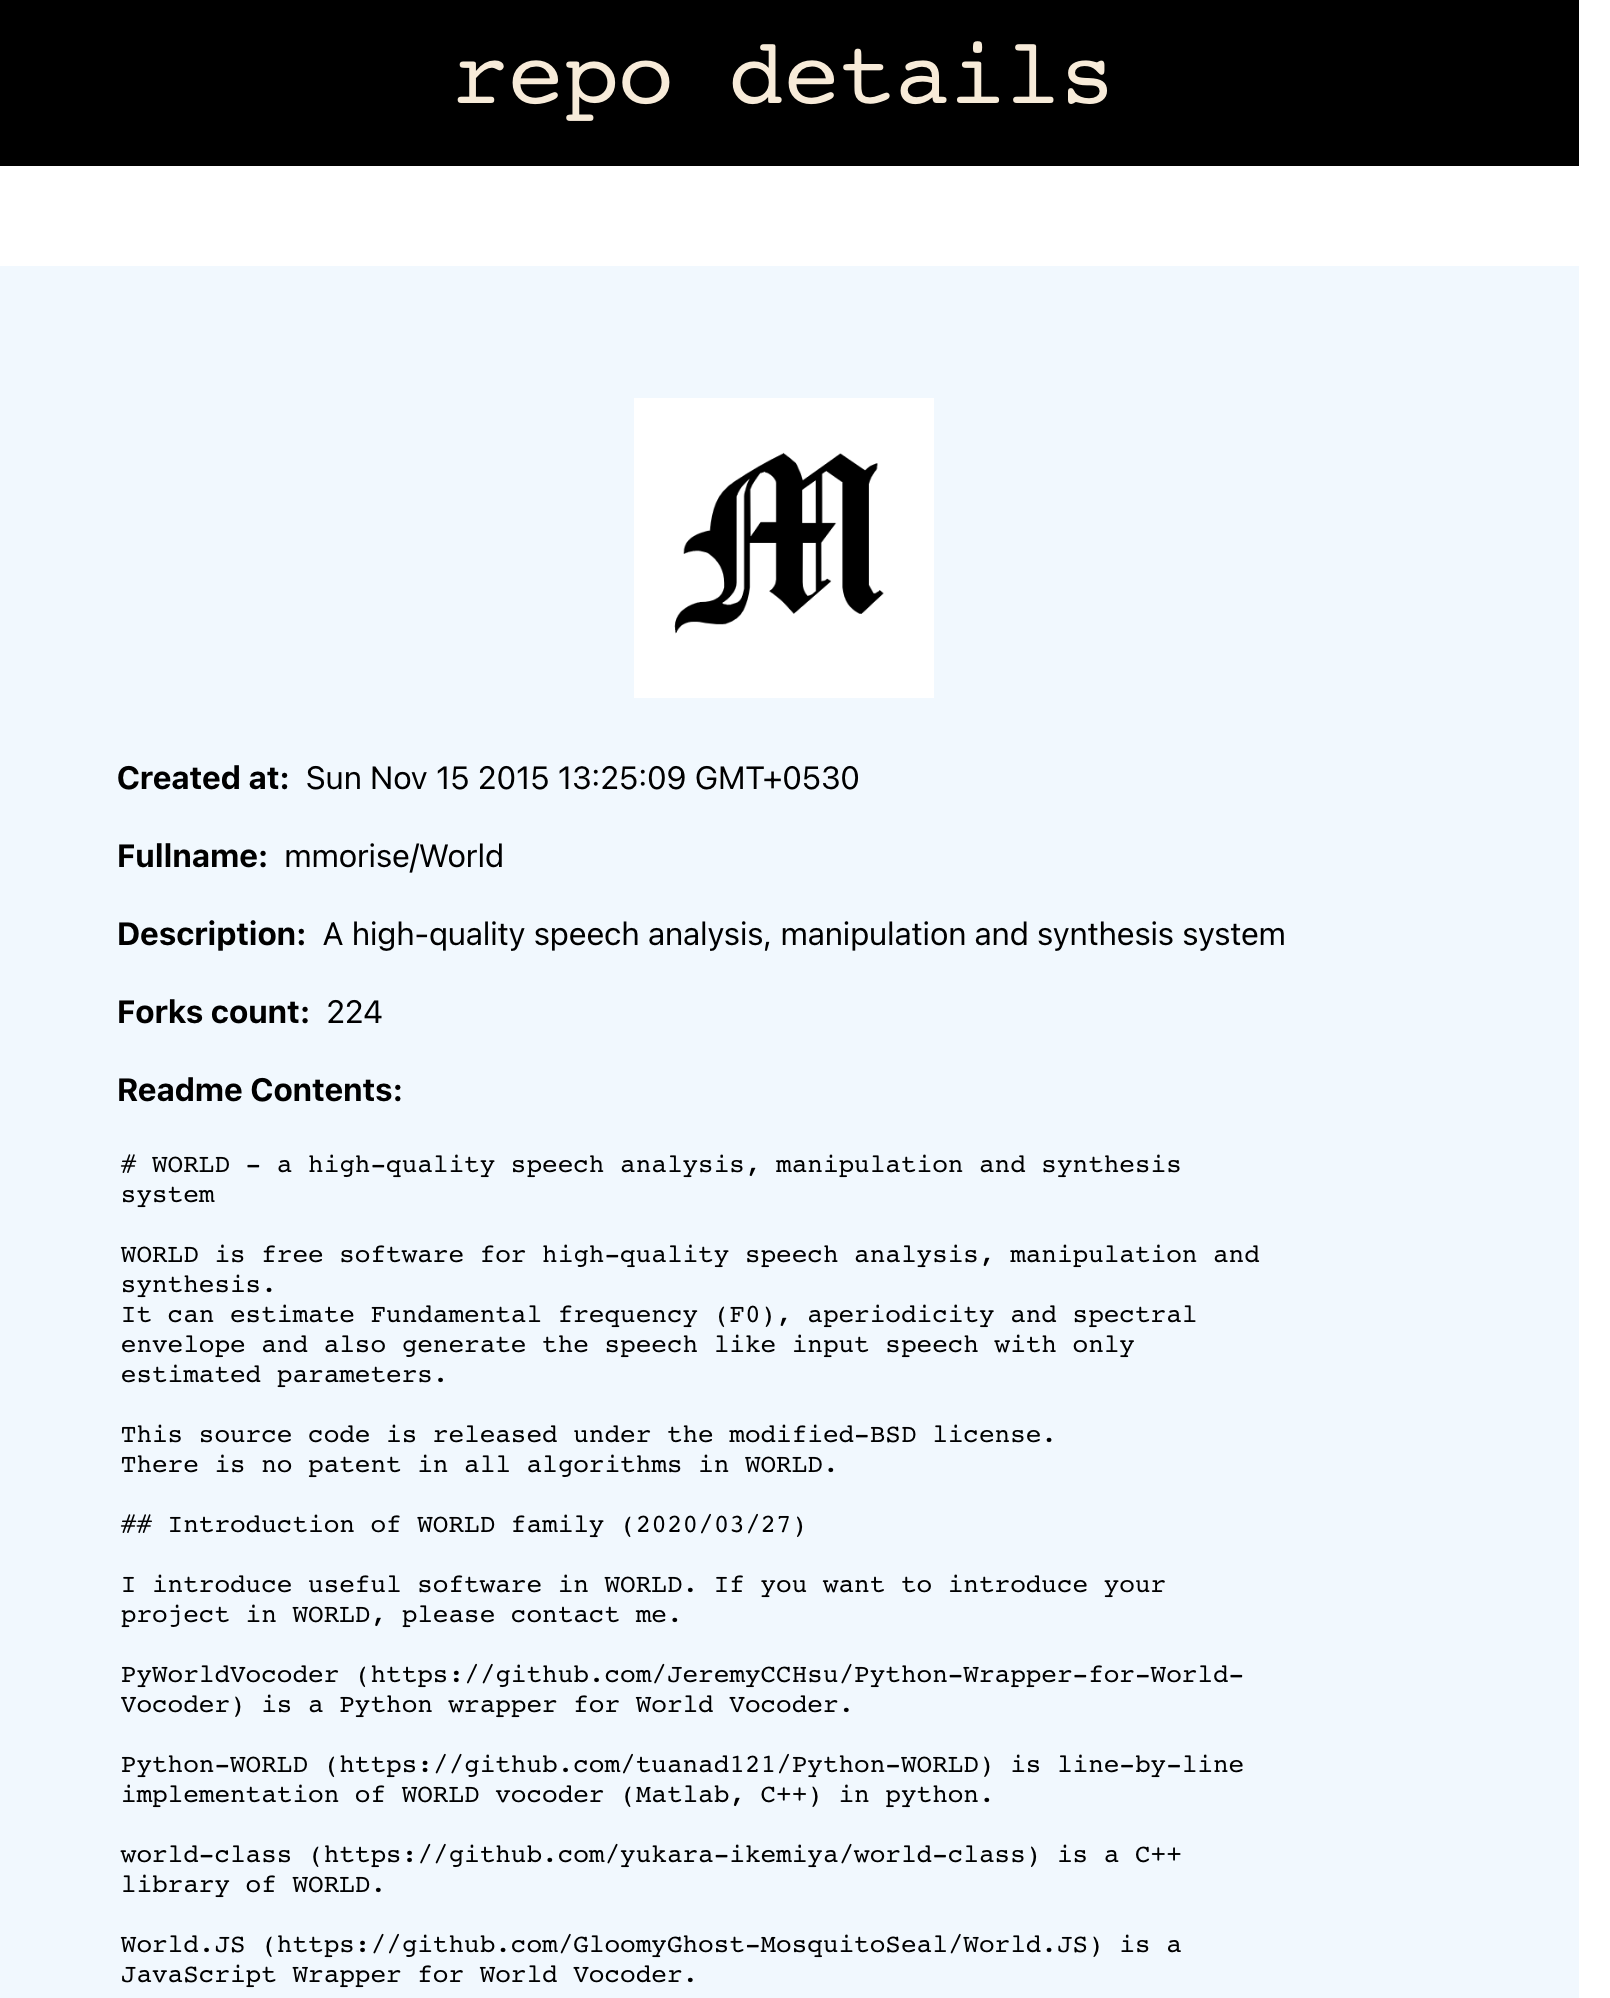 repo details
M
Created at: Sun Nov 15 2015 13:25:09 GMT+0530
Fullname: mmorise/World
Description: A high-quality speech analysis, manipulation and synthesis system
Forks count: 224
Readme Contents:
# WORLD - a high-quality speech analysis, manipulation and synthesis
system
WORLD is free software for high-quality speech analysis, manipulation and
synthesis.
It can estimate Fundamental frequency (F0), aperiodicity and spectral
envelope and also generate the speech like input speech with only
estimated parameters.
This source code is released under the modified-BSD license.
There is no patent in all algorithms in WORLD.
## Introduction of WORLD family (2020/03/27)
I introduce useful software in WORLD. If you want to introduce your
project in WORLD, please contact me.
PyWorldVocoder (https://github.com/JeremyCCHsu/Python-Wrapper-for-World-
Vocoder) is a Python wrapper for World Vocoder.
Python-WORLD (https://github.com/tuanad121/Python-WORLD) is line-by-line
implementation of WORLD vocoder (Matlab, C++) in python.
world-class (https://github.com/yukara-ikemiya/world-class) is a C++
library of WORLD.
World.JS (https://github.com/GloomyGhost-MosquitoSeal/World.JS) is a
JavaScript Wrapper for World Vocoder.